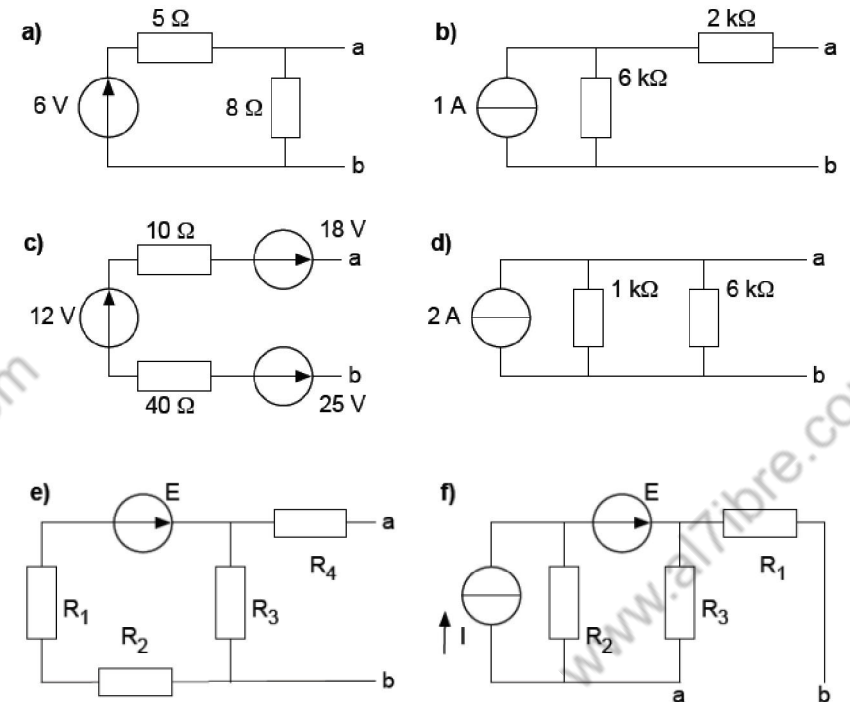 a)
5 Ω
a
6 V
8 Ω
b
b)
2 kΩ
a
1 A
6 kΩ
b
c)
10 Ω
18 V
a
12 V
b
40 Ω
25 V
d)
a
2 A
1 kΩ
6 kΩ
b
e)
E
a
R4
R1
R2
R3
b
f)
E
R1
I
R2
R3
a
b
www.al7ibre.co
m